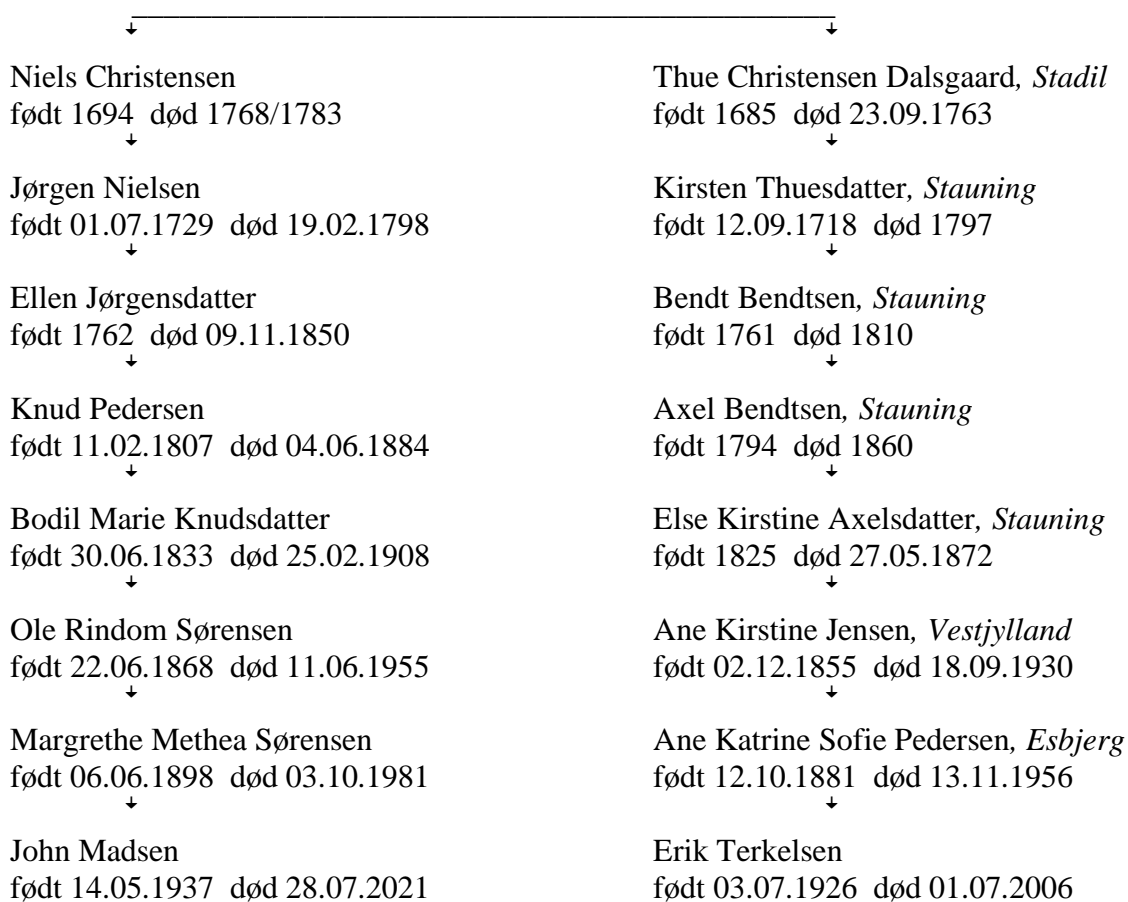 Niels Christensen
født 1694 død 1768/1783
Jørgen Nielsen
født 01.07.1729 død 19.02.1798
Ellen Jørgensdatter
født 1762 død 09.11.1850
Knud Pedersen
født 11.02.1807 død 04.06.1884
Bodil Marie Knudsdatter
født 30.06.1833 død 25.02.1908
Ole Rindom Sørensen
født 22.06.1868 død 11.06.1955
Margrethe Methea Sørensen
født 06.06.1898 død 03.10.1981
John Madsen
født 14.05.1937 død 28.07.2021
Thue Christensen Dalsgaard, Stadil
født 1685 død 23.09.1763
Kirsten Thuesdatter, Stauning
født 12.09.1718 død 1797
Bendt Bendtsen, Stauning
født 1761 død 1810
Axel Bendtsen, Stauning
født 1794 død 1860
Else Kirstine Axelsdatter, Stauning
født 1825 død 27.05.1872
Ane Kirstine Jensen, Vestjylland
født 02.12.1855 død 18.09.1930
Ane Katrine Sofie Pedersen, Esbjerg
født 12.10.1881 død 13.11.1956
Erik Terkelsen
født 03.07.1926 død 01.07.2006